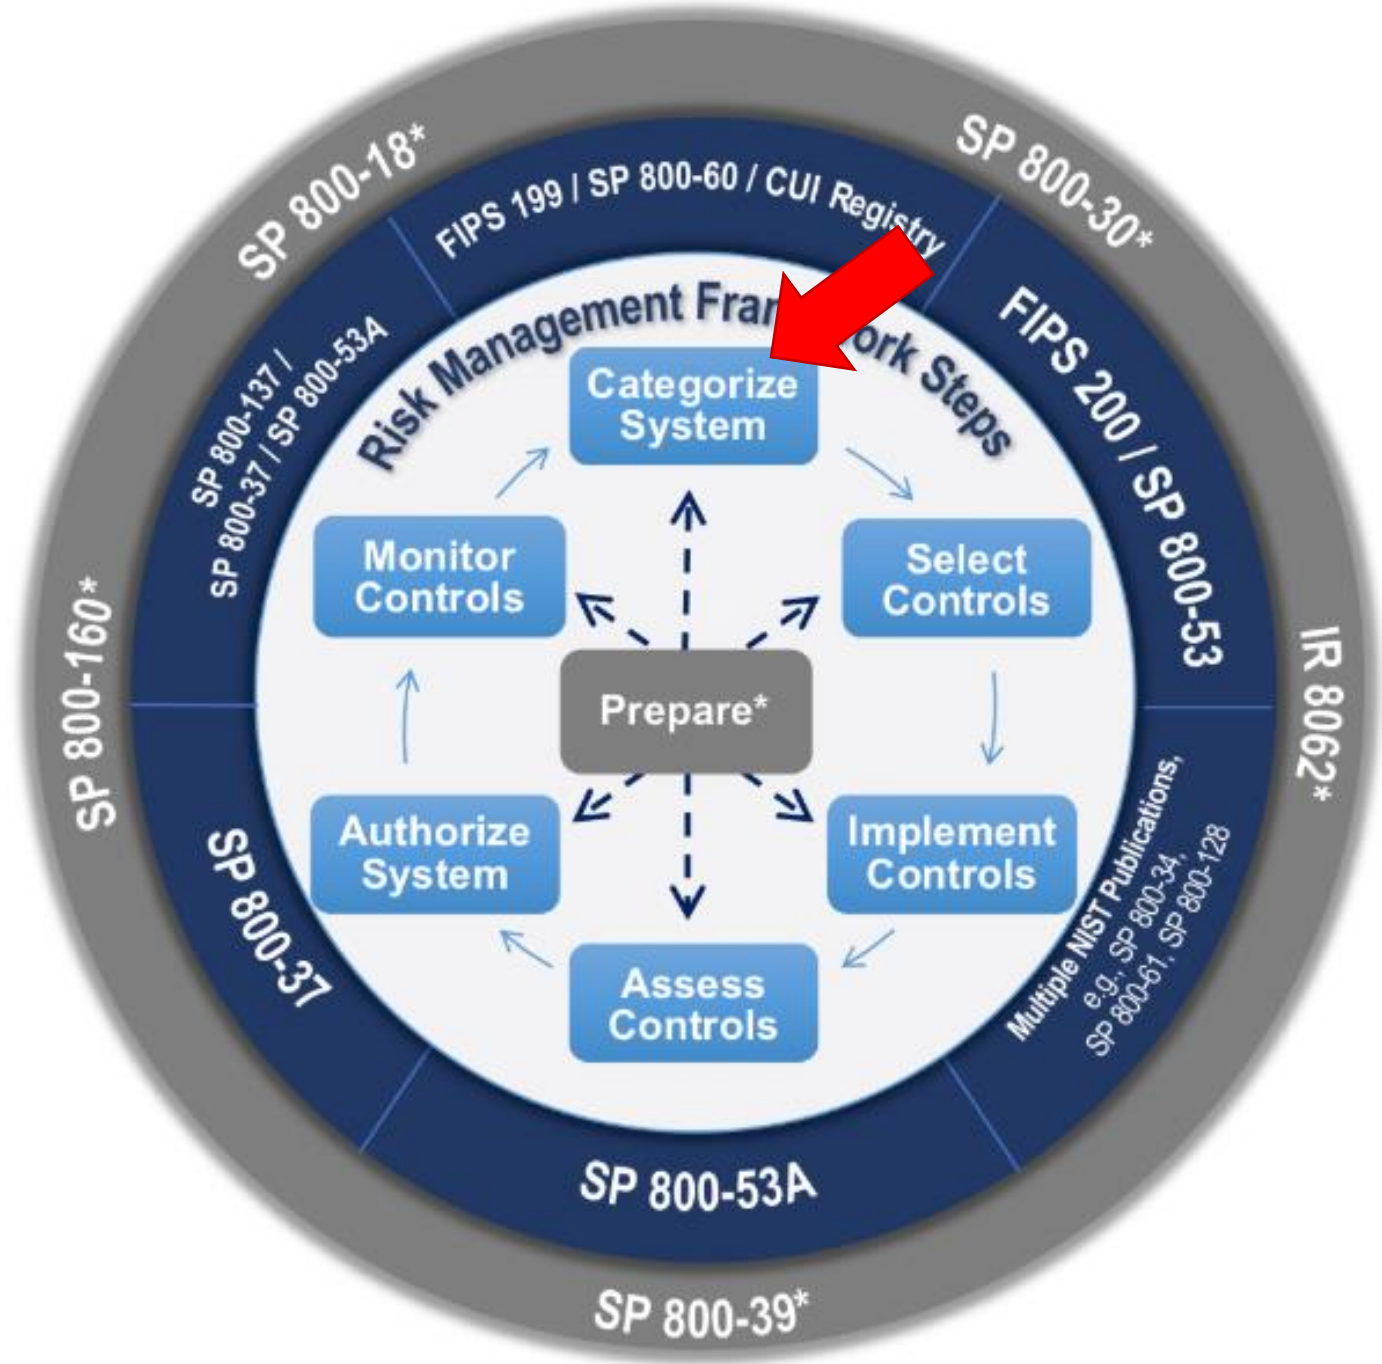 SP 800-18*
SP 800-30*
IR 8062*
SP 800-39*
SP 800-160*
FIPS 199 / SP 800-60 / CUI Registry
FIPS 200 / SP 800-53
Multiple NIST Publications,
e.g., SP 800-34,
SP 800-61, SP 800-128
SP 800-53A
SP 800-37
SP 800-137 /
SP 800-37 / SP 800-53A
Risk Management Steps
Categorize
System
Select
Controls
Implement
Controls
Assess
Controls
Authorize
System
Monitor
Controls
Prepare*